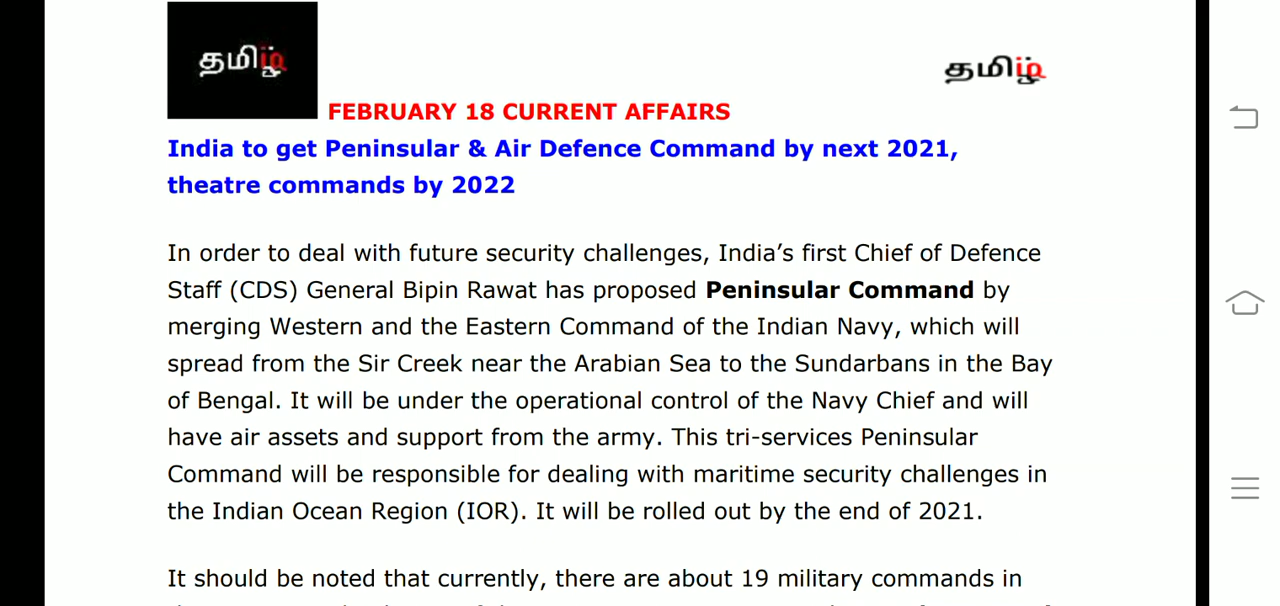 தமிழ்
தமிழ்
FEBRUARY 18 CURRENT AFFAIRS
India to get Peninsular & Air Defence Command by next 2021,
theatre commands by 2022
In order to deal with future security challenges, India’s first Chief of Defence
Staff (CDS) General Bipin Rawat has proposed Peninsular Command by
merging Western and the Eastern Command of the Indian Navy, which will
spread from the Sir Creek near the Arabian Sea to the Sundarbans in the Bay
of Bengal. It will be under the operational control of the Navy Chief and will
have air assets and support from the army. This tri-services Peninsular
Command will be responsible for dealing with maritime security challenges in
the Indian Ocean Region (IOR). It will be rolled out by the end of 2021.
It should be noted that currently, there are about 19 military commands in